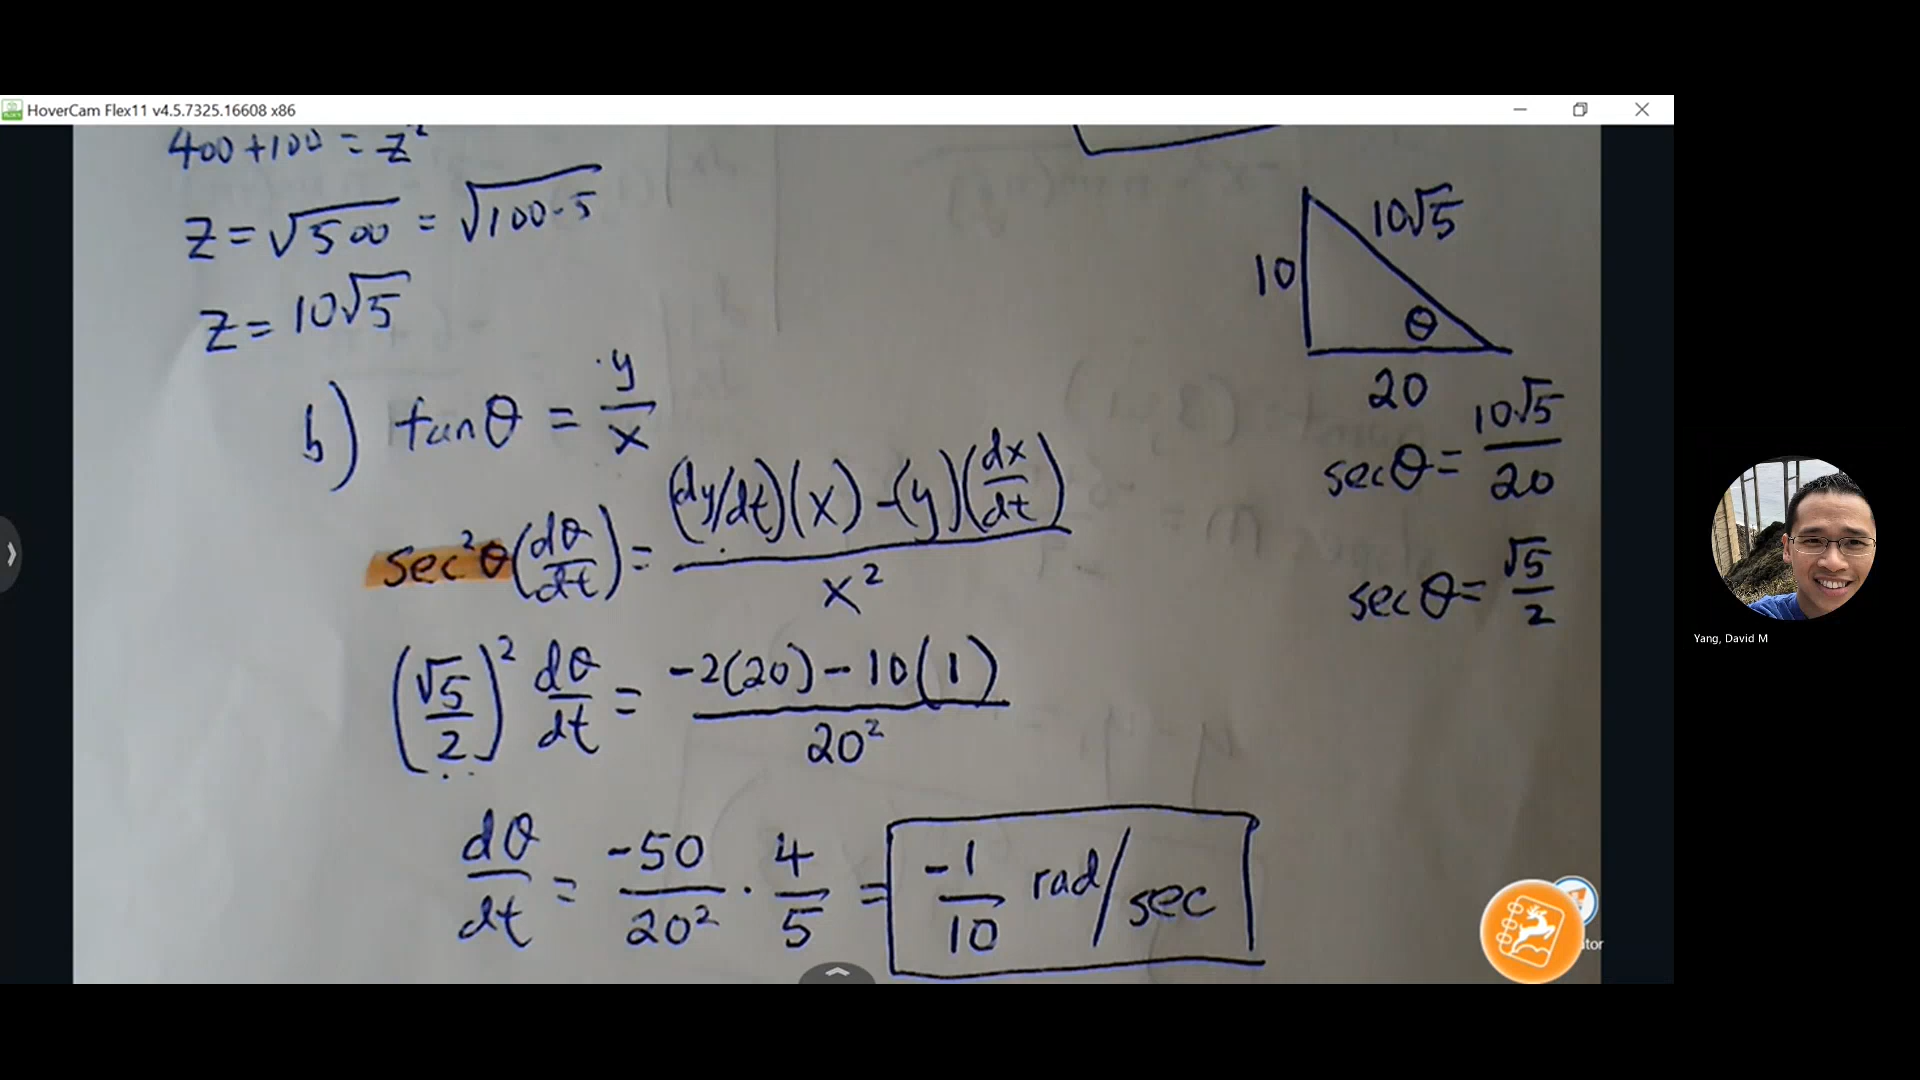 HoverCam Flex11 v4.5.7325.16608 x86
400+100 = z²
z = √500 = √100·5
z = 10√5
10√5
10
θ
20
sec θ = 10√5/20
sec θ = √5/2
b) tan θ = y/x
sec²θ (dθ/dt) = ((dy/dt)(x) - (y)(dx/dt))/x²
(√5/2)² dθ/dt = (-2(20) - 10(1))/20²
dθ/dt = -50/20² · 4/5 = -1/10 rad/sec
Yang, David M